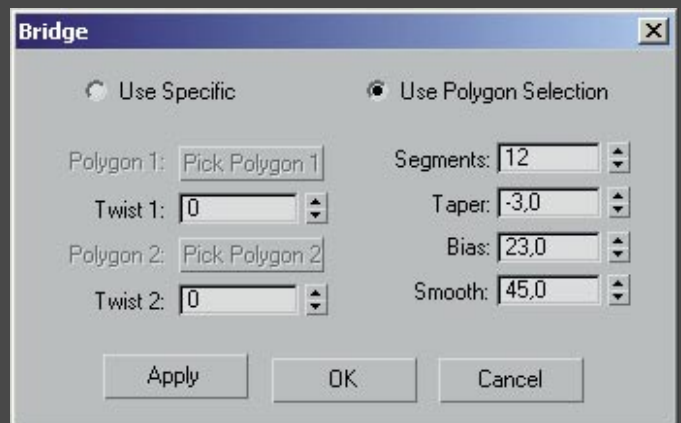 Bridge
Use Specific Use Polygon Selection
Polygon 1: Pick Polygon 1 Segments: 12
Twist 1: 0 Taper: -3,0
Polygon 2: Pick Polygon 2 Bias: 23,0
Twist 2: 0 Smooth: 45,0
Apply OK Cancel